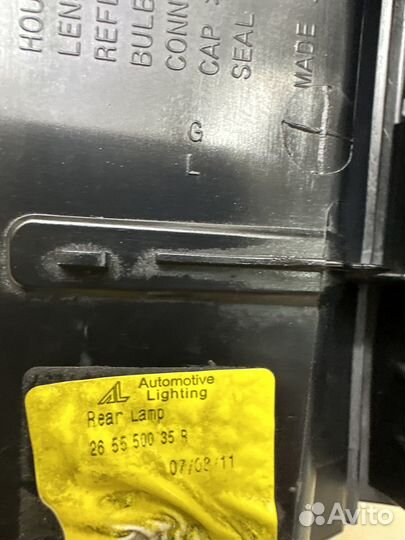 HOU
LEN
REFL
BULB
CONN
CAP
SEAL
MADE
G
L
AL Automotive
Lighting
Rear Lamp
26 55 500 35 R
07/08/11
Avito